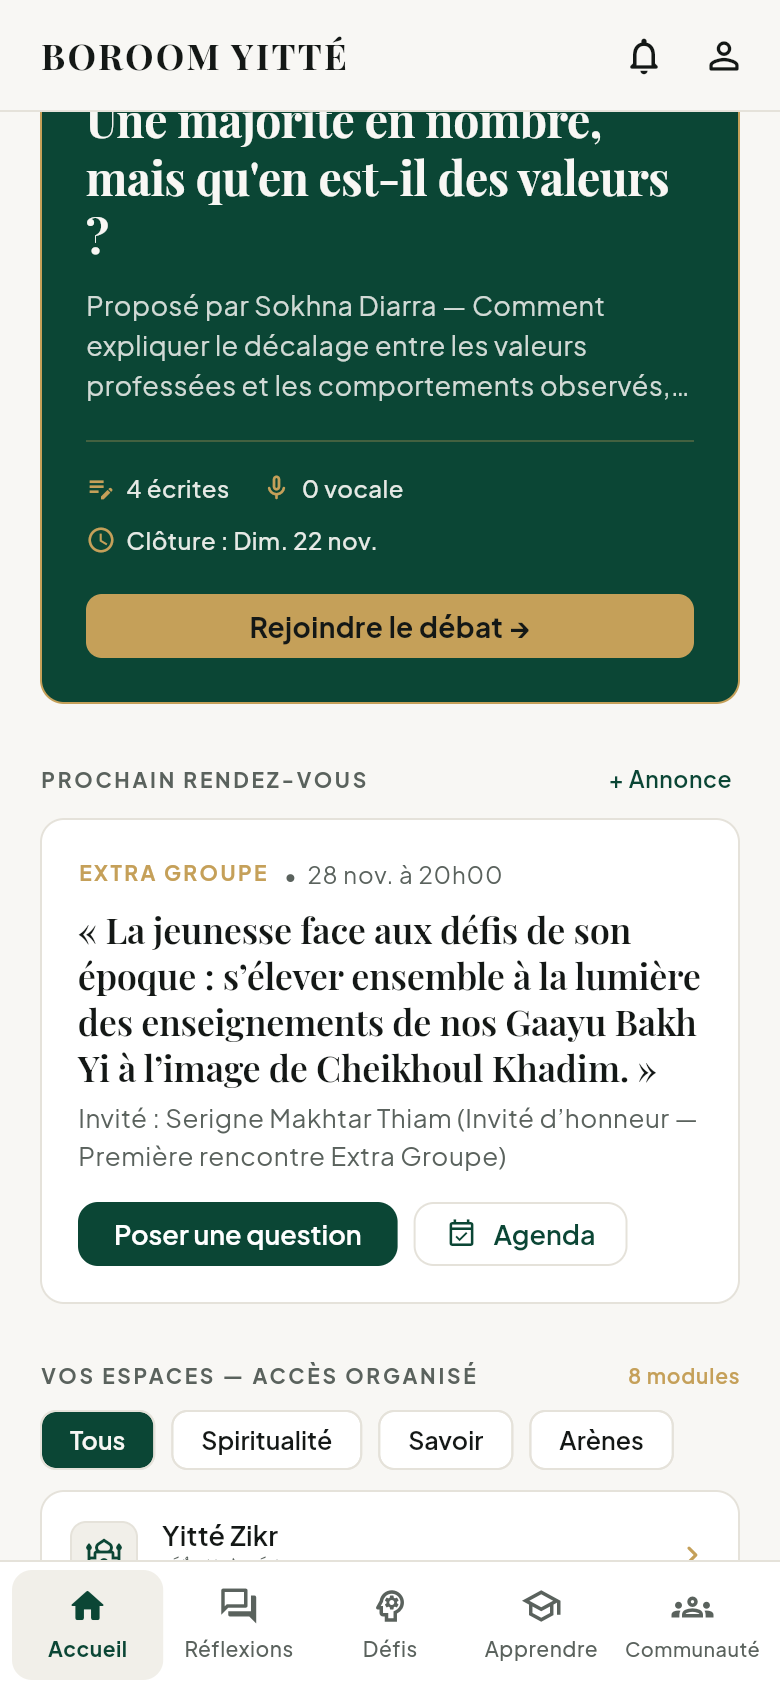 BOROOM YITTÉ
Une majorité en nombre,
mais qu'en est-il des valeurs
?
Proposé par Sokhna Diarra — Comment
expliquer le décalage entre les valeurs
professées et les comportements observés,…
4 écrites 0 vocale
Clôture : Dim. 22 nov.
Rejoindre le débat →
PROCHAIN RENDEZ-VOUS + Annonce
EXTRA GROUPE • 28 nov. à 20h00
« La jeunesse face aux défis de son
époque : s’élever ensemble à la lumière
des enseignements de nos Gaayu Bakh
Yi à l’image de Cheikhoul Khadim. »
Invité : Serigne Makhtar Thiam (Invité d’honneur —
Première rencontre Extra Groupe)
Poser une question Agenda
VOS ESPACES — ACCÈS ORGANISÉ 8 modules
Tous Spiritualité Savoir Arènes
Yitté Zikr
Accueil Réflexions Défis Apprendre Communauté